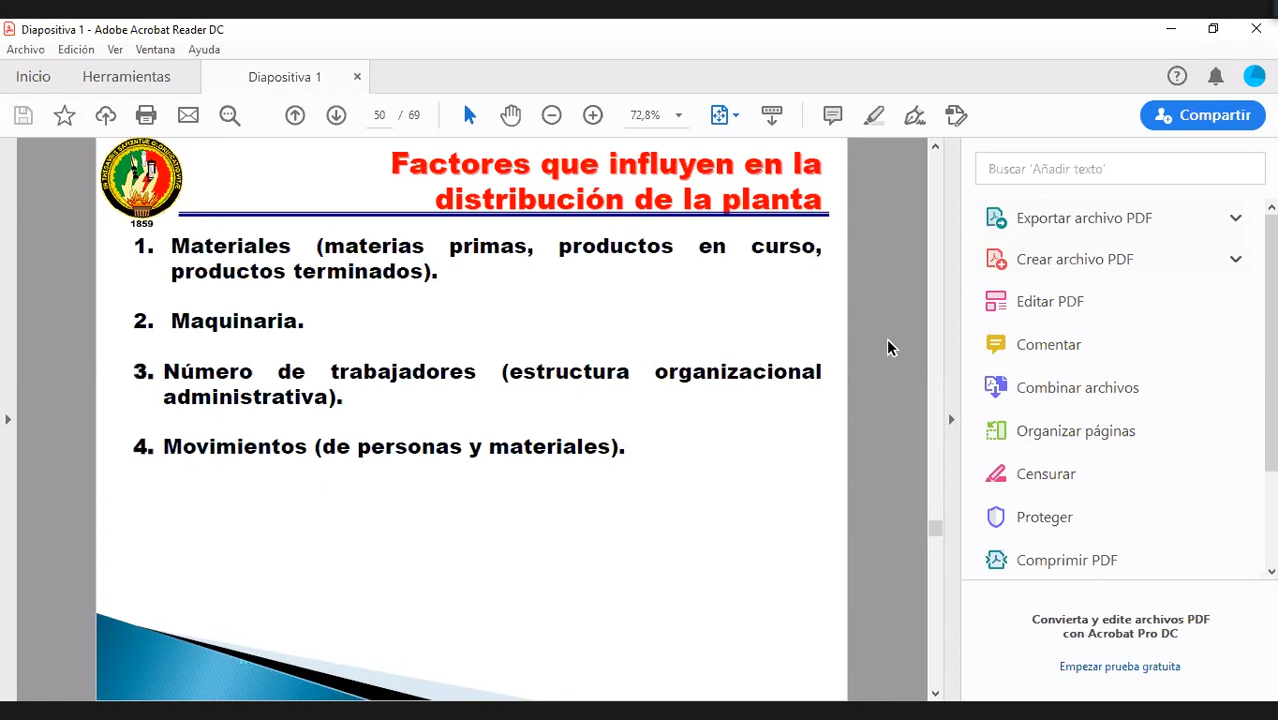 Diapositiva 1 - Adobe Acrobat Reader DC
Archivo Edición Ver Ventana Ayuda
Inicio Herramientas Diapositiva 1
50 / 69 72,8% Compartir
Factores que influyen en la
distribución de la planta
1859
1. Materiales (materias primas, productos en curso,
productos terminados).
2. Maquinaria.
3. Número de trabajadores (estructura organizacional
administrativa).
4. Movimientos (de personas y materiales).
Buscar 'Añadir texto'
Exportar archivo PDF
Crear archivo PDF
Editar PDF
Comentar
Combinar archivos
Organizar páginas
Censurar
Proteger
Comprimir PDF
Convierta y edite archivos PDF
con Acrobat Pro DC
Empezar prueba gratuita